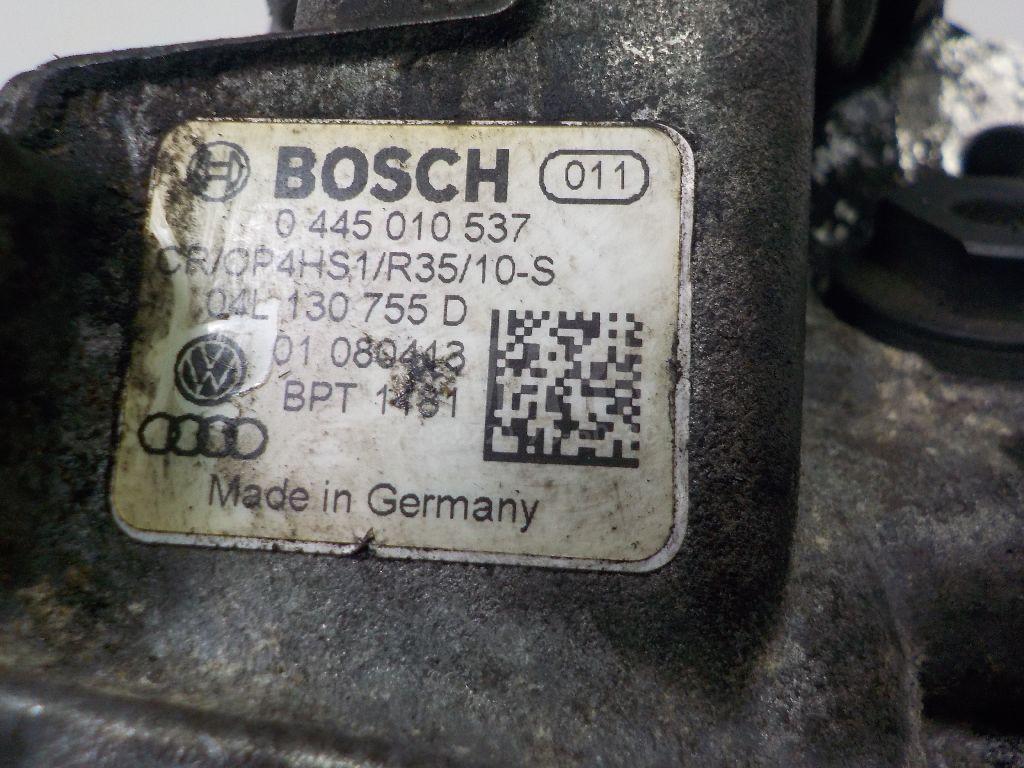 BOSCH 011
0 445 010 537
CR/CP4HS1/R35/10-S
04L 130 755 D
01 080413
BPT
Made in Germany